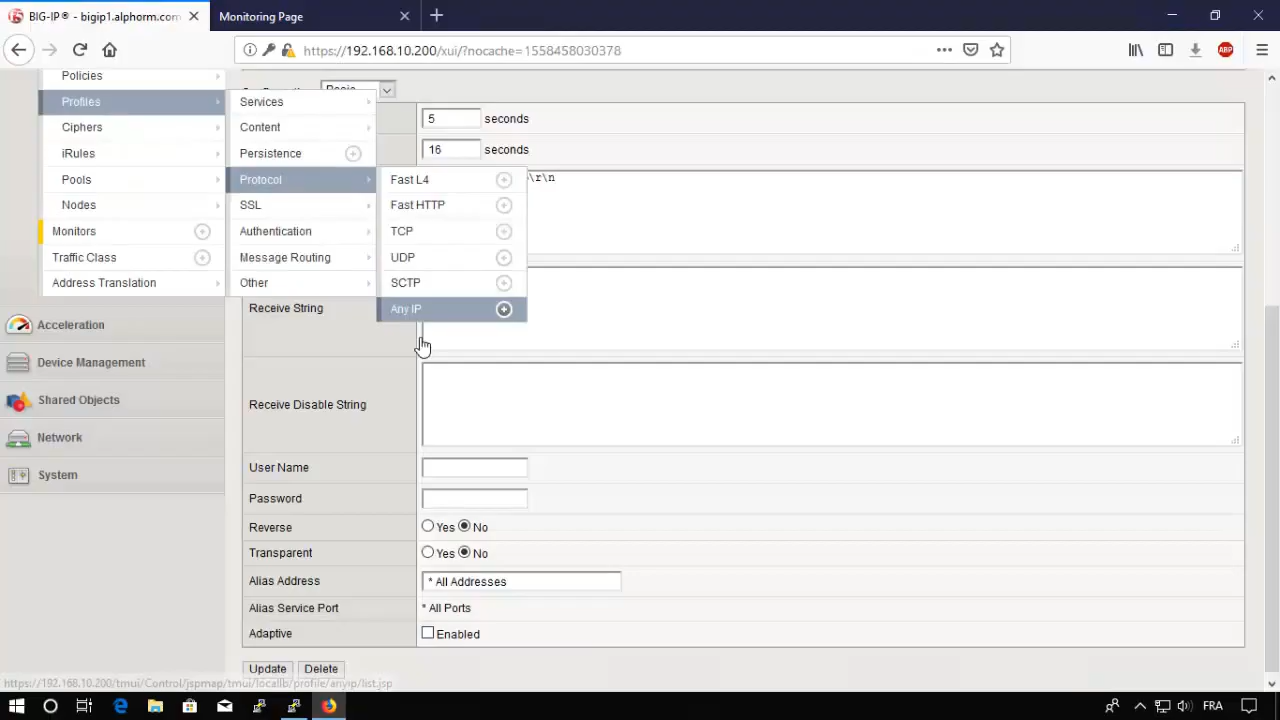 BIG-IP® - bigip1.alphorm.com
Monitoring Page
https://192.168.10.200/xui/?nocache=1558458030378
ABP
Policies
Profiles
Ciphers
iRules
Pools
Nodes
Monitors
Traffic Class
Address Translation
Services
Content
Persistence
Protocol
SSL
Authentication
Message Routing
Other
Fast L4
Fast HTTP
TCP
UDP
SCTP
Any IP
5 seconds
16 seconds
\r\n
Receive String
Receive Disable String
User Name
Password
Reverse
Yes No
Transparent
Yes No
Alias Address
* All Addresses
Alias Service Port
* All Ports
Adaptive
Enabled
Update Delete
Acceleration
Device Management
Shared Objects
Network
System
https://192.168.10.200/tmui/Control/jspmap/tmui/locallb/profile/anyip/list.jsp
FRA